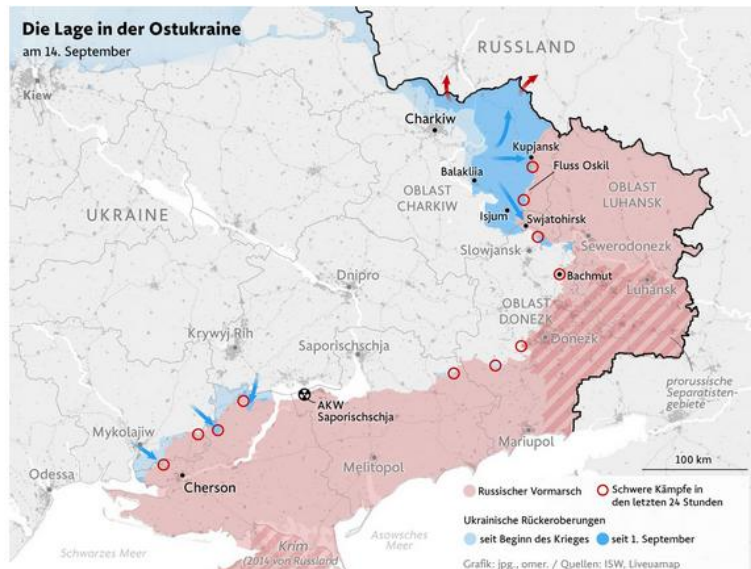 Die Lage in der Ostukraine
am 14. September
RUSSLAND
Kiew
Charkiw
Kupjansk
Fluss Oskil
Balakliia
OBLAST
CHARKIW
OBLAST
LUHANSK
UKRAINE
Isjum
Swjatohirsk
Slowjansk
Sewerodonezk
Bachmut
Luhansk
Dnipro
OBLAST
DONEZK
Donezk
Krywyj Rih
Saporischschja
AKW
Saporischschja
prorussische
Separatisten-
gebiete
Mykolajiw
Mariupol
Melitopol
Odessa
Cherson
100 km
Russischer Vormarsch
Schwere Kämpfe in
den letzten 24 Stunden
Ukrainische Rückeroberungen
seit Beginn des Krieges
seit 1. September
Schwarzes Meer
Asowsches
Meer
Krim
(2014 von Russland
Grafik: jpg., omer. / Quellen: ISW, Liveuamap